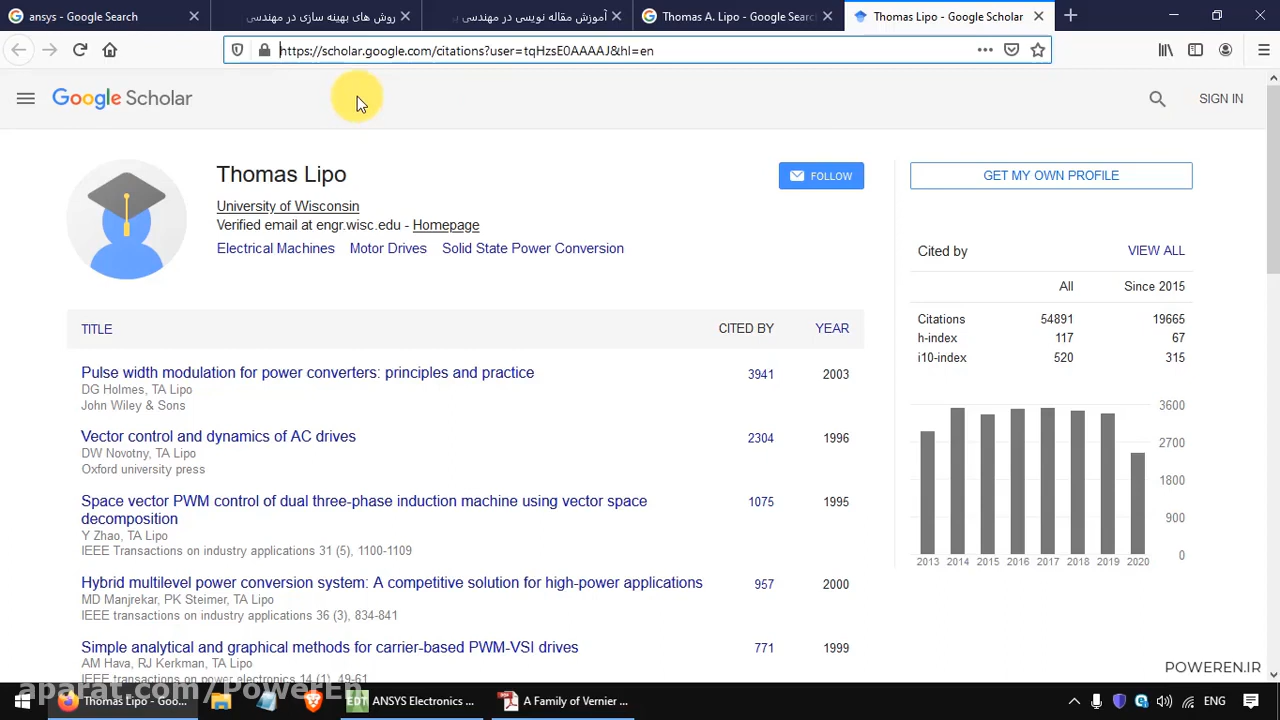 ansys - Google Search
روش های بهینه سازی در مهندسی
آموزش مقاله نویسی در مهندسی
Thomas A. Lipo - Google Search
Thomas Lipo - Google Scholar
https://scholar.google.com/citations?user=tqHzsE0AAAAJ&hl=en
Google Scholar
SIGN IN
Thomas Lipo
FOLLOW
University of Wisconsin
Verified email at engr.wisc.edu - Homepage
Electrical Machines Motor Drives Solid State Power Conversion
GET MY OWN PROFILE
Cited by VIEW ALL
All Since 2015
Citations 54891 19665
h-index 117 67
i10-index 520 315
3600
2700
1800
900
0
2013 2014 2015 2016 2017 2018 2019 2020
TITLE CITED BY YEAR
Pulse width modulation for power converters: principles and practice 3941 2003
DG Holmes, TA Lipo
John Wiley & Sons
Vector control and dynamics of AC drives 2304 1996
DW Novotny, TA Lipo
Oxford university press
Space vector PWM control of dual three-phase induction machine using vector space 1075 1995
decomposition
Y Zhao, TA Lipo
IEEE Transactions on industry applications 31 (5), 1100-1109
Hybrid multilevel power conversion system: A competitive solution for high-power applications 957 2000
MD Manjrekar, PK Steimer, TA Lipo
IEEE transactions on industry applications 36 (3), 834-841
Simple analytical and graphical methods for carrier-based PWM-VSI drives 771 1999
AM Hava, RJ Kerkman, TA Lipo
IEEE transactions on power electronics 14 (1), 49-61
POWEREN.IR
aparat.com/PowerEn
Thomas Lipo - Goo...
EDT ANSYS Electronics ...
A Family of Vernier ...
ENG